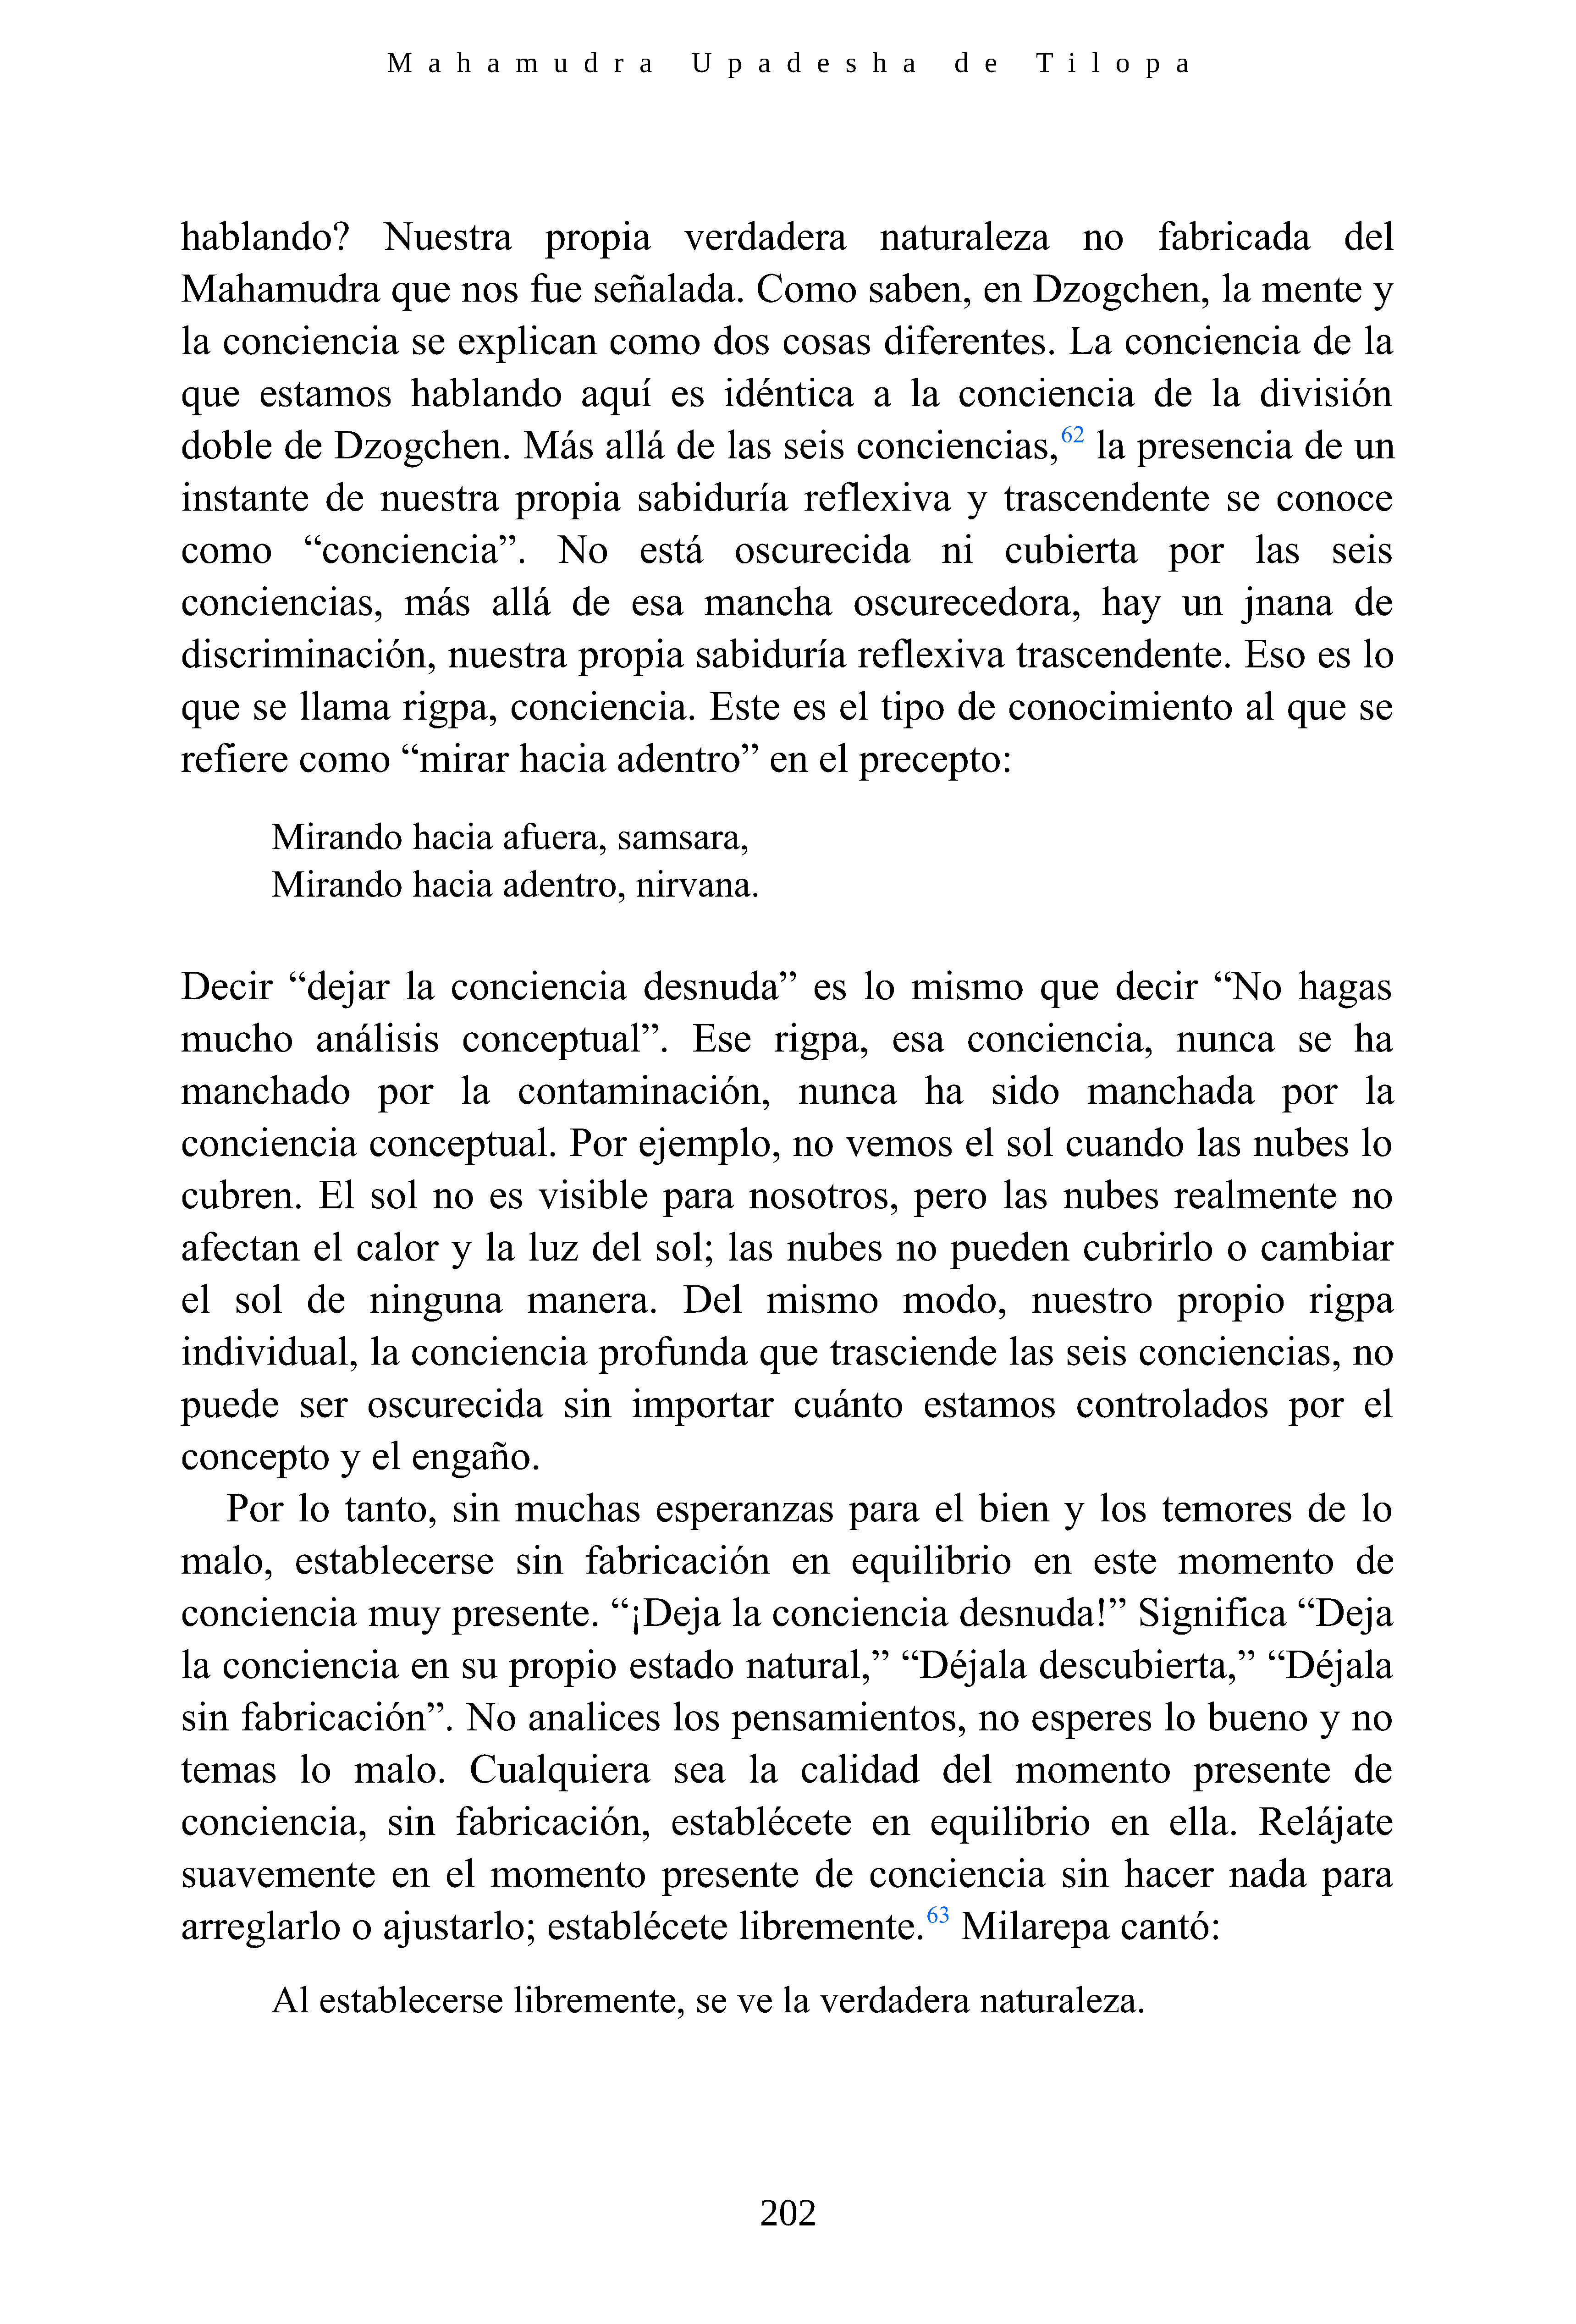 Mahamudra Upadesha de Tilopa
hablando? Nuestra propia verdadera naturaleza no fabricada del
Mahamudra que nos fue señalada. Como saben, en Dzogchen, la mente y
la conciencia se explican como dos cosas diferentes. La conciencia de la
que estamos hablando aquí es idéntica a la conciencia de la división
doble de Dzogchen. Más allá de las seis conciencias,62 la presencia de un
instante de nuestra propia sabiduría reflexiva y trascendente se conoce
como “conciencia”. No está oscurecida ni cubierta por las seis
conciencias, más allá de esa mancha oscurecedora, hay un jnana de
discriminación, nuestra propia sabiduría reflexiva trascendente. Eso es lo
que se llama rigpa, conciencia. Este es el tipo de conocimiento al que se
refiere como “mirar hacia adentro” en el precepto:
Mirando hacia afuera, samsara,
Mirando hacia adentro, nirvana.
Decir “dejar la conciencia desnuda” es lo mismo que decir “No hagas
mucho análisis conceptual”. Ese rigpa, esa conciencia, nunca se ha
manchado por la contaminación, nunca ha sido manchada por la
conciencia conceptual. Por ejemplo, no vemos el sol cuando las nubes lo
cubren. El sol no es visible para nosotros, pero las nubes realmente no
afectan el calor y la luz del sol; las nubes no pueden cubrirlo o cambiar
el sol de ninguna manera. Del mismo modo, nuestro propio rigpa
individual, la conciencia profunda que trasciende las seis conciencias, no
puede ser oscurecida sin importar cuánto estamos controlados por el
concepto y el engaño.
Por lo tanto, sin muchas esperanzas para el bien y los temores de lo
malo, establecerse sin fabricación en equilibrio en este momento de
conciencia muy presente. “¡Deja la conciencia desnuda!” Significa “Deja
la conciencia en su propio estado natural,” “Déjala descubierta,” “Déjala
sin fabricación”. No analices los pensamientos, no esperes lo bueno y no
temas lo malo. Cualquiera sea la calidad del momento presente de
conciencia, sin fabricación, establécete en equilibrio en ella. Relájate
suavemente en el momento presente de conciencia sin hacer nada para
arreglarlo o ajustarlo; establécete libremente.63 Milarepa cantó:
Al establecerse libremente, se ve la verdadera naturaleza.
202